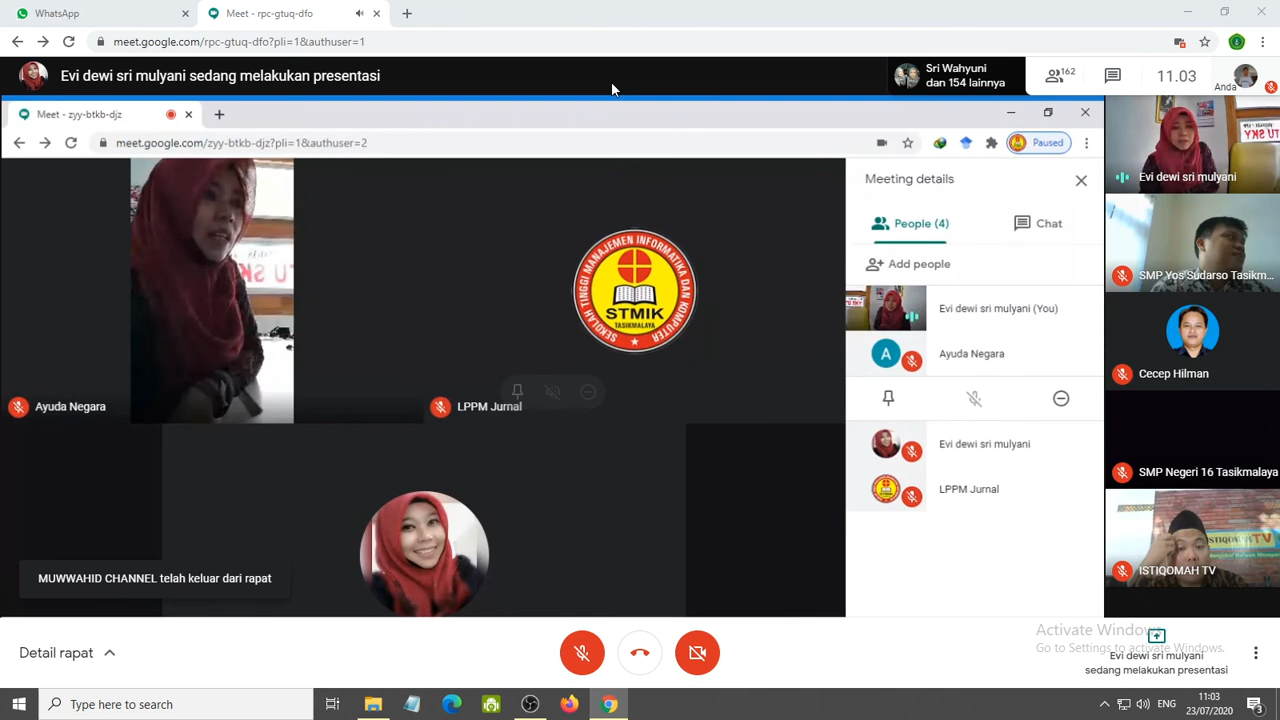 WhatsApp
Meet - rpc-gtuq-dfo
meet.google.com/rpc-gtuq-dfo?pli=1&authuser=1
Evi dewi sri mulyani sedang melakukan presentasi
Sri Wahyuni
dan 154 lainnya
162
11.03
Anda
Meet - zyy-btkb-djz
meet.google.com/zyy-btkb-djz?pli=1&authuser=2
Paused
Meeting details
People (4)
Chat
Add people
Evi dewi sri mulyani (You)
Ayuda Negara
Evi dewi sri mulyani
LPPM Jurnal
SEKOLAH TINGGI MANAJEMEN INFORMATIKA DAN KOMPUTER
STMIK
TASIKMALAYA
Ayuda Negara
LPPM Jurnal
MUWWAHID CHANNEL telah keluar dari rapat
TU SKY
Evi dewi sri mulyani
SMP Yos Sudarso Tasikm...
Cecep Hilman
SMP Negeri 16 Tasikmalaya
ISTIQOMAH TV
Detail rapat
Activate Windows
Go to Settings to activate Windows.
Evi dewi sri mulyani
sedang melakukan presentasi
Type here to search
ENG
11:03
23/07/2020
3